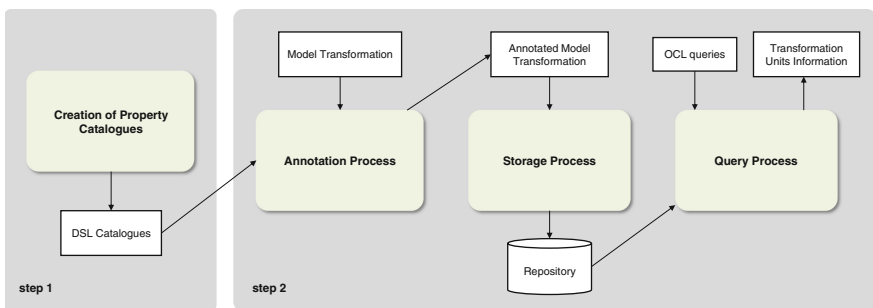 Creation of Property
Catalogues
DSL Catalogues
step 1
Model Transformation
Annotated Model
Transformation
OCL queries
Transformation
Units Information
Annotation Process
Storage Process
Query Process
Repository
step 2